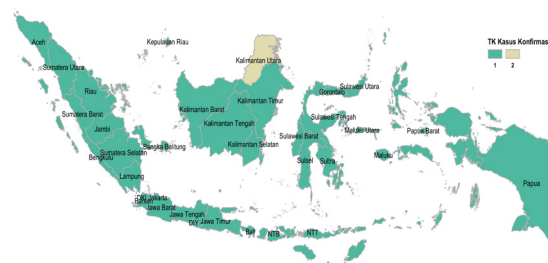 Kepulauan Riau
TK Kasus Konfirmas
1 2
Aceh
Sumatera Utara
Kalimantan Utara
Riau
Sulawesi Utara
Gorontalo
Kalimantan Timur
Sumatera Barat
Kalimantan Barat
Sulawesi Tengah
Kalimantan Tengah
Jambi
Maluku Utara
Papua Barat
Sulawesi Barat
Bangka Belitung
Kalimantan Selatan
Sumatera Selatan
Bengkulu
Maluku
Sulsel
Sultra
Lampung
Papua
DKI Jakarta
Banten
Jawa Barat
Jawa Tengah
Jawa Timur
DIY
Bali
NTB
NTT